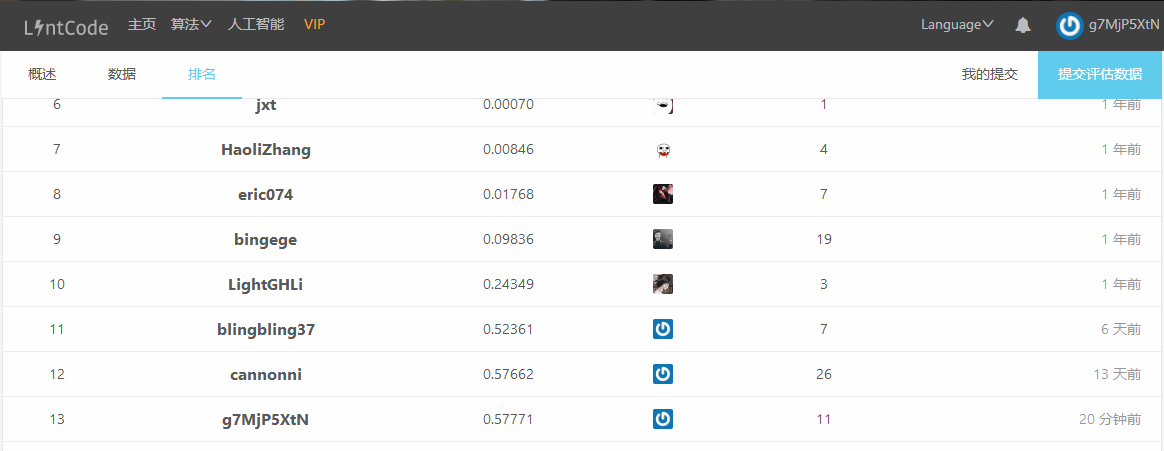 LintCode 主页 算法 人工智能 VIP Language g7MjP5XtN
概述 数据 排名 我的提交 提交评估数据
6 jxt 0.00070 1 1 年前
7 HaoliZhang 0.00846 4 1 年前
8 eric074 0.01768 7 1 年前
9 bingege 0.09836 19 1 年前
10 LightGHLi 0.24349 3 1 年前
11 blingbling37 0.52361 7 6 天前
12 cannonni 0.57662 26 13 天前
13 g7MjP5XtN 0.57771 11 20 分钟前